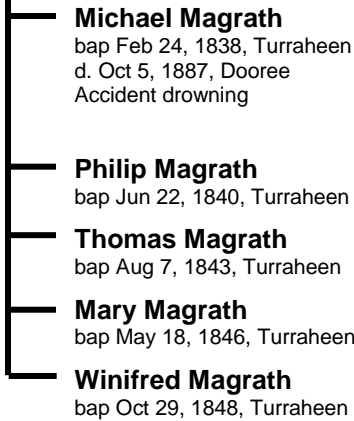 Michael Magrath
bap Feb 24, 1838, Turraheen
d. Oct 5, 1887, Dooree
Accident drowning
Philip Magrath
bap Jun 22, 1840, Turraheen
Thomas Magrath
bap Aug 7, 1843, Turraheen
Mary Magrath
bap May 18, 1846, Turraheen
Winifred Magrath
bap Oct 29, 1848, Turraheen